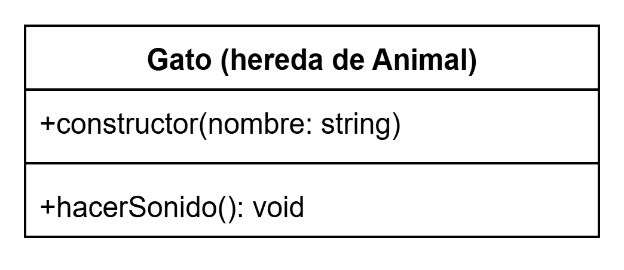 Gato (hereda de Animal)
+constructor(nombre: string)
+hacerSonido(): void